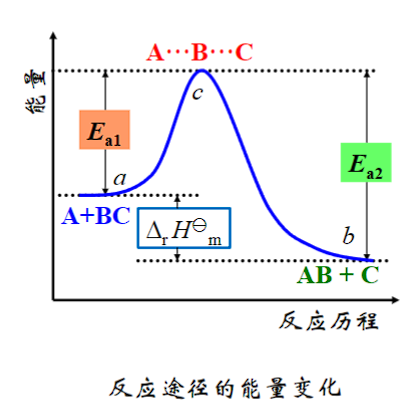 A···B···C
能量
c
Ea1
Ea2
a
A+BC
ΔrH⊖m
b
AB + C
反应历程
反应途径的能量变化